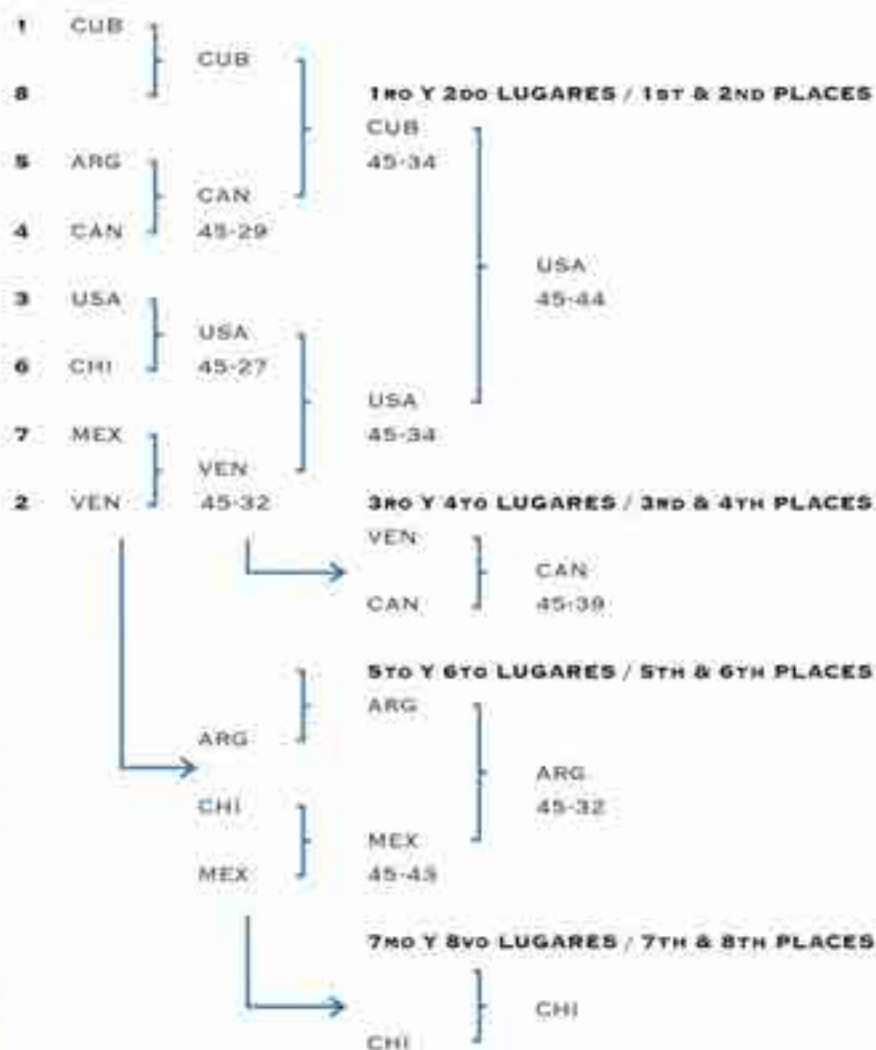 1 CUB
CUB
8
1RO Y 2DO LUGARES / 1ST & 2ND PLACES
CUB
45-34
5 ARG
CAN
45-29
4 CAN
USA
45-44
3 USA
USA
45-27
6 CHI
USA
45-34
7 MEX
VEN
45-32
2 VEN
3RO Y 4TO LUGARES / 3RD & 4TH PLACES
VEN
CAN
45-39
CAN
5TO Y 6TO LUGARES / 5TH & 6TH PLACES
ARG
ARG
ARG
45-32
CHI
MEX
45-43
MEX
7MO Y 8VO LUGARES / 7TH & 8TH PLACES
CHI
CHI